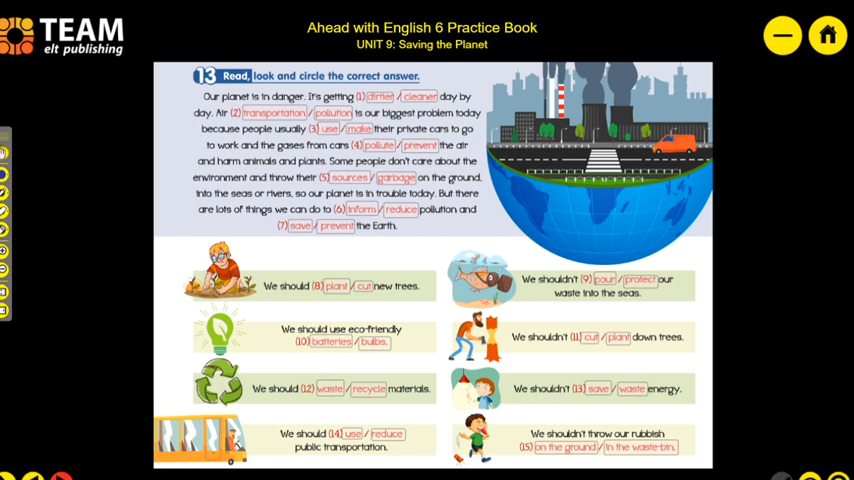 TEAM
elt publishing
Ahead with English 6 Practice Book
UNIT 9: Saving the Planet
13 Read, look and circle the correct answer.
Our planet is in danger. It's getting (1) dirtier / cleaner day by
day. Air (2) transportation / pollution is our biggest problem today
because people usually (3) use / make their private cars to go
to work and the gases from cars (4) pollute / prevent the air
and harm animals and plants. Some people don't care about the
environment and throw their (5) sources / garbage on the ground,
into the seas or rivers, so our planet is in trouble today. But there
are lots of things we can do to (6) inform / reduce pollution and
(7) save / prevent the Earth.
We should (8) plant / cut new trees.
We shouldn't (9) pour / protect our
waste into the seas.
We should use eco-friendly
(10) batteries / bulbs.
We shouldn't (11) cut / plant down trees.
We should (12) waste / recycle materials.
We shouldn't (13) save / waste energy.
We should (14) use / reduce
public transportation.
We shouldn't throw our rubbish
(15) on the ground / in the waste-bin.